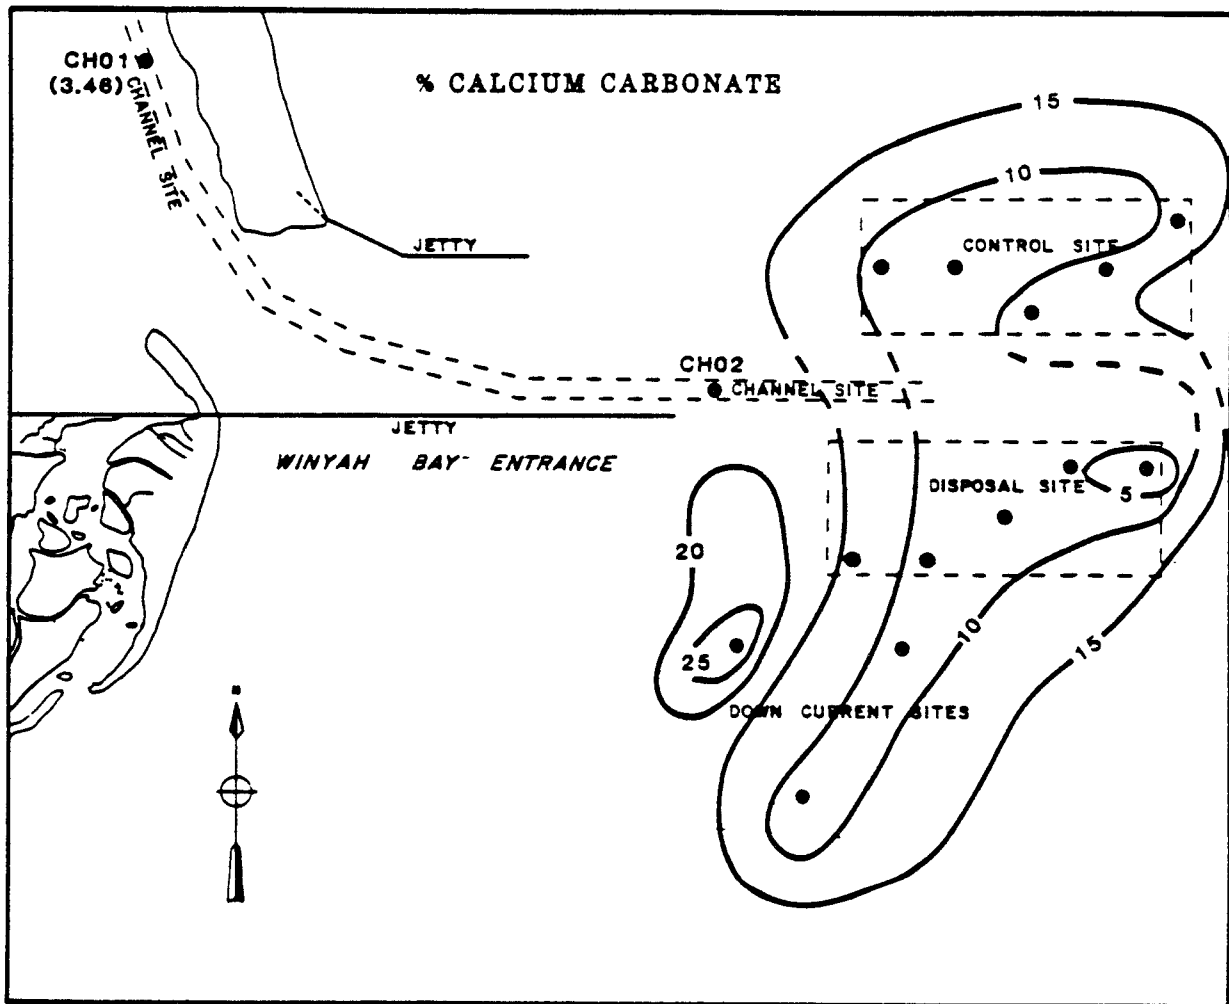 % CALCIUM CARBONATE
CH01
(3.46)
CHANNEL SITE
JETTY
15
10
CONTROL SITE
CH02
CHANNEL SITE
JETTY
WINYAH BAY ENTRANCE
DISPOSAL SITE
5
20
25
10
15
DOWN CURRENT SITES
N